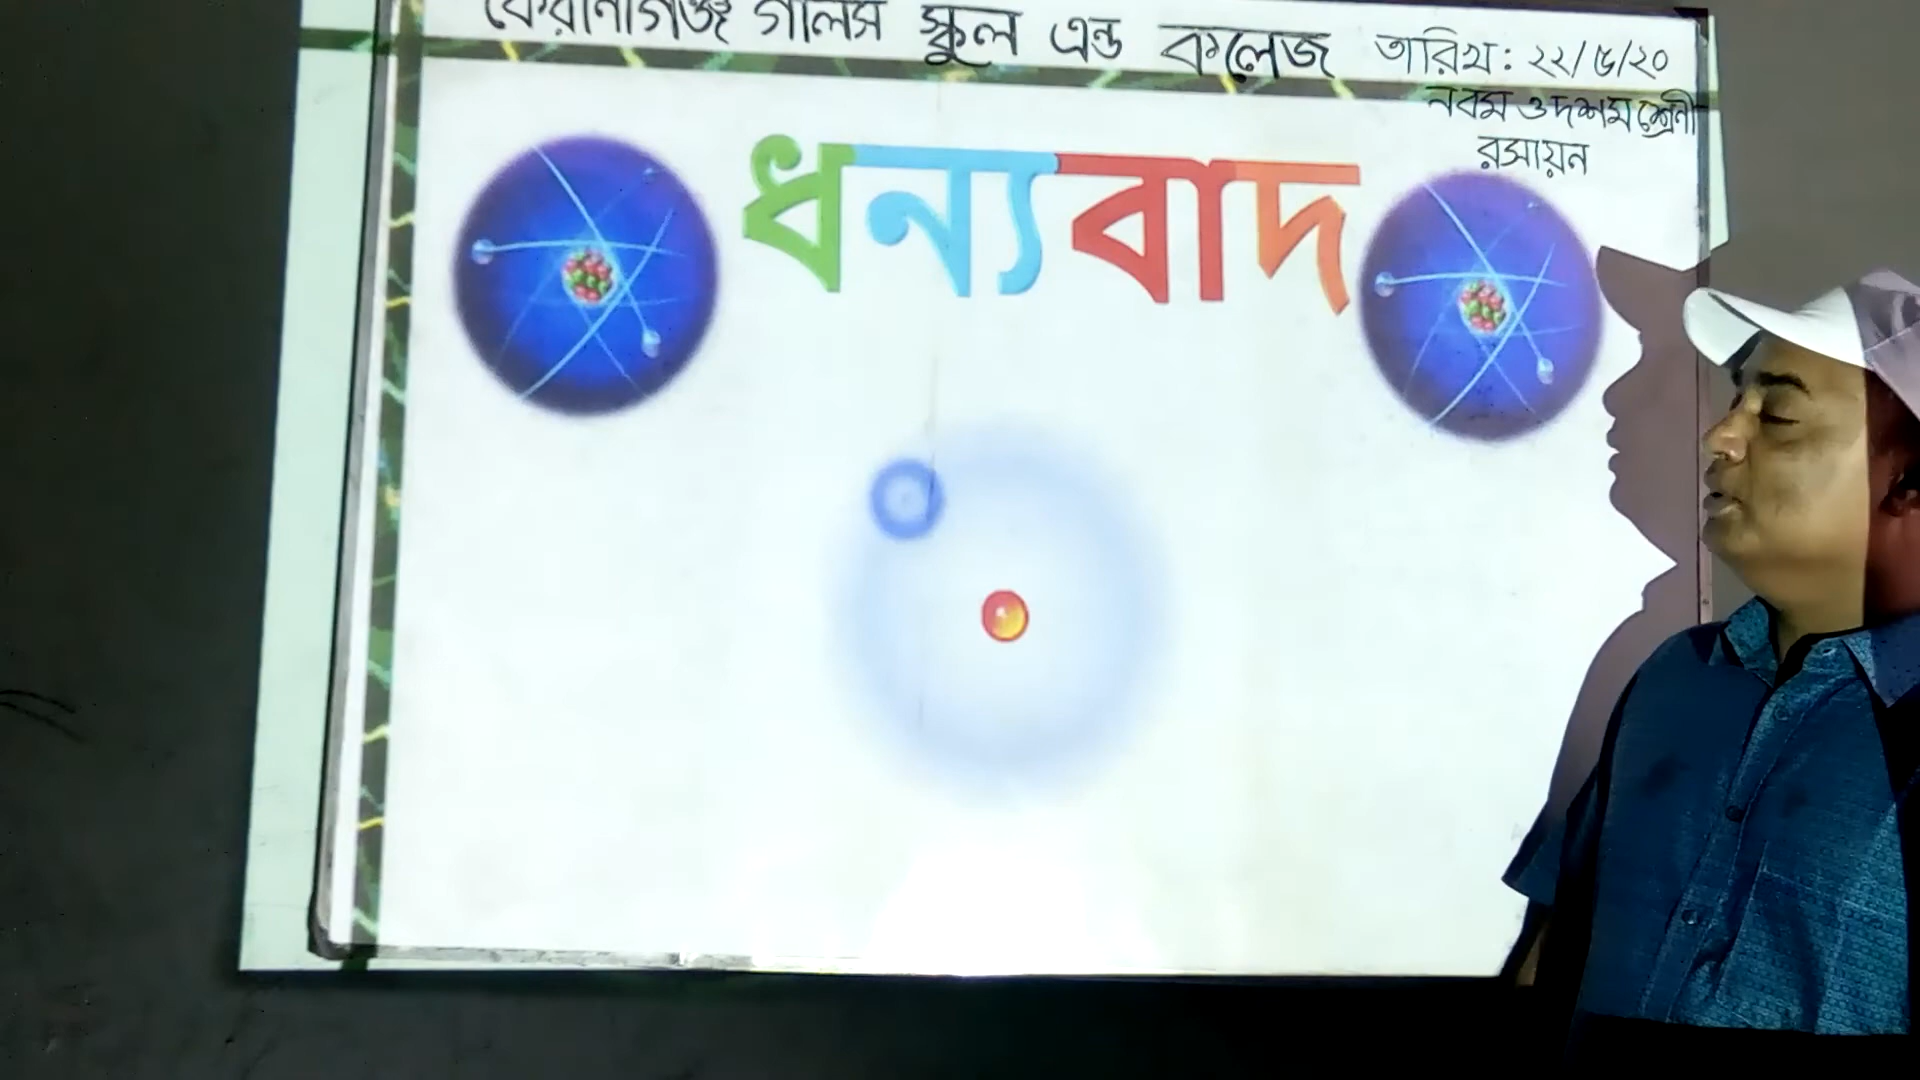 কেরানীগঞ্জ গার্লস স্কুল এন্ড কলেজ তারিখ: ২২/৫/২০
নবম ও দশম শ্রেনী
রসায়ন
ধন্যবাদ